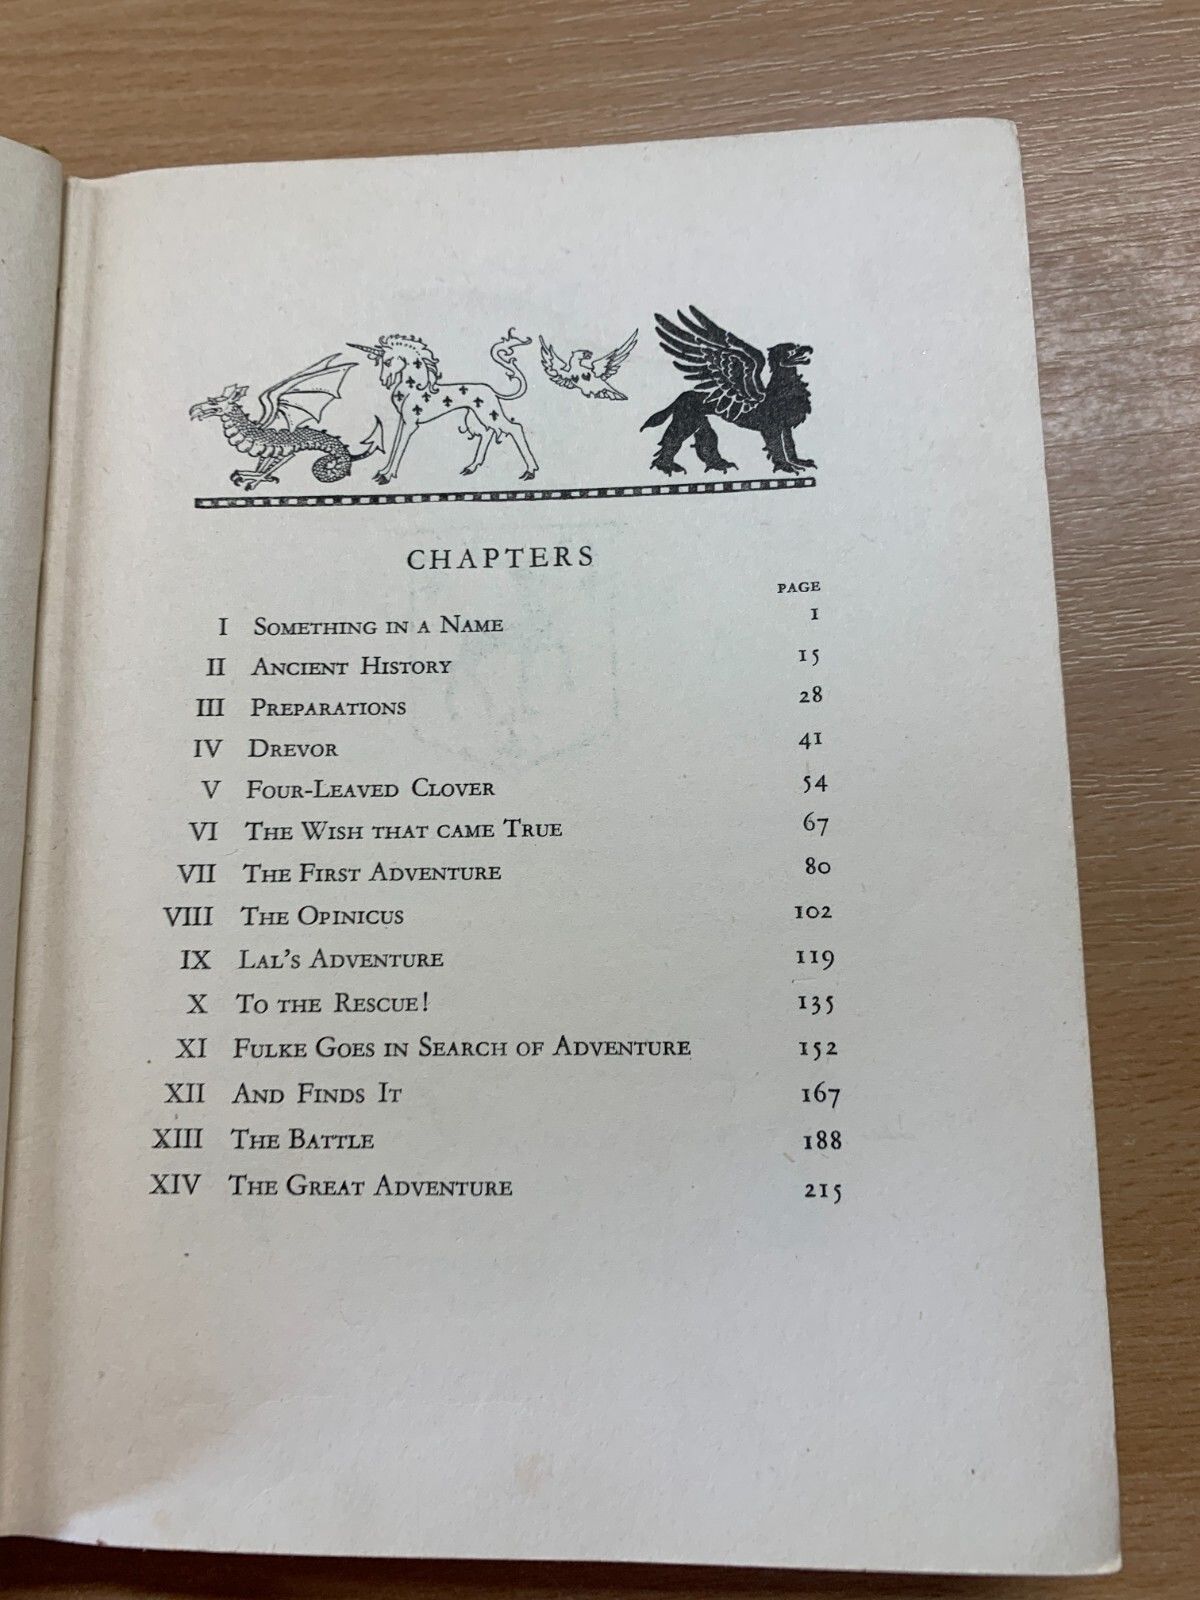 CHAPTERS
PAGE
I Something in a Name 1
II Ancient History 15
III Preparations 28
IV Drevor 41
V Four-Leaved Clover 54
VI The Wish that came True 67
VII The First Adventure 80
VIII The Opinicus 102
IX Lal's Adventure 119
X To the Rescue! 135
XI Fulke Goes in Search of Adventure 152
XII And Finds It 167
XIII The Battle 188
XIV The Great Adventure 215